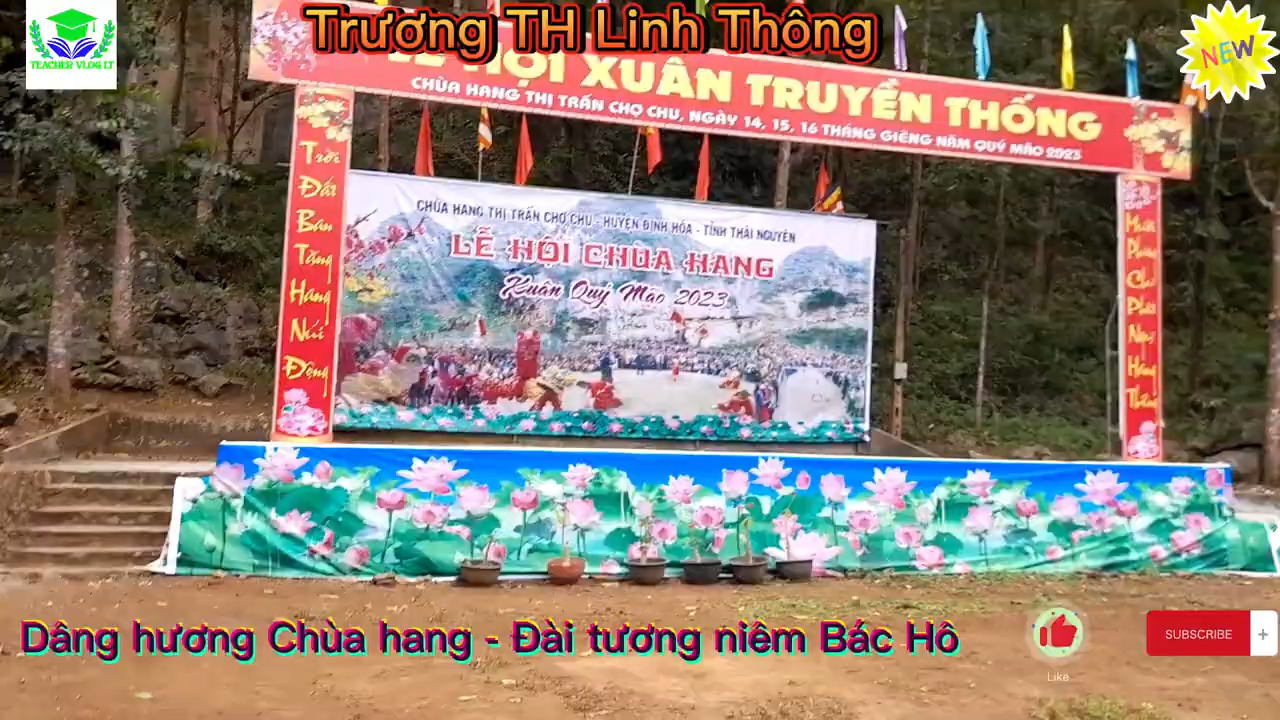 TEACHER VLOG LT
Trương TH Linh Thông
NEW
LỄ HỘI XUÂN TRUYỀN THỐNG
CHÙA HANG THỊ TRẤN CHỢ CHU, NGÀY 14, 15, 16 THÁNG GIÊNG NĂM QUÝ MÃO 2023
Trời
Đất
Ban
Tặng
Hang
Núi
Động
CHÙA HANG THỊ TRẤN CHỢ CHU - HUYỆN ĐỊNH HÓA - TỈNH THÁI NGUYÊN
LỄ HỘI CHÙA HANG
Xuân Quý Mão 2023
Dâng hương Chùa hang - Đài tương niêm Bác Hô
Like
SUBSCRIBE